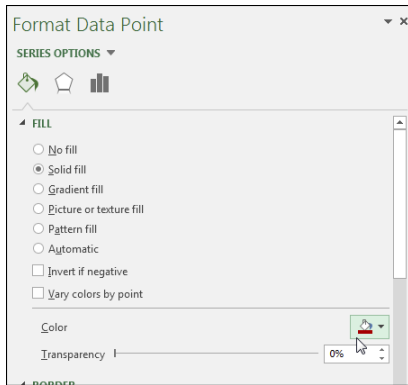 Format Data Point
SERIES OPTIONS
FILL
No fill
Solid fill
Gradient fill
Picture or texture fill
Pattern fill
Automatic
Invert if negative
Vary colors by point
Color
Transparency 0%
BORDER